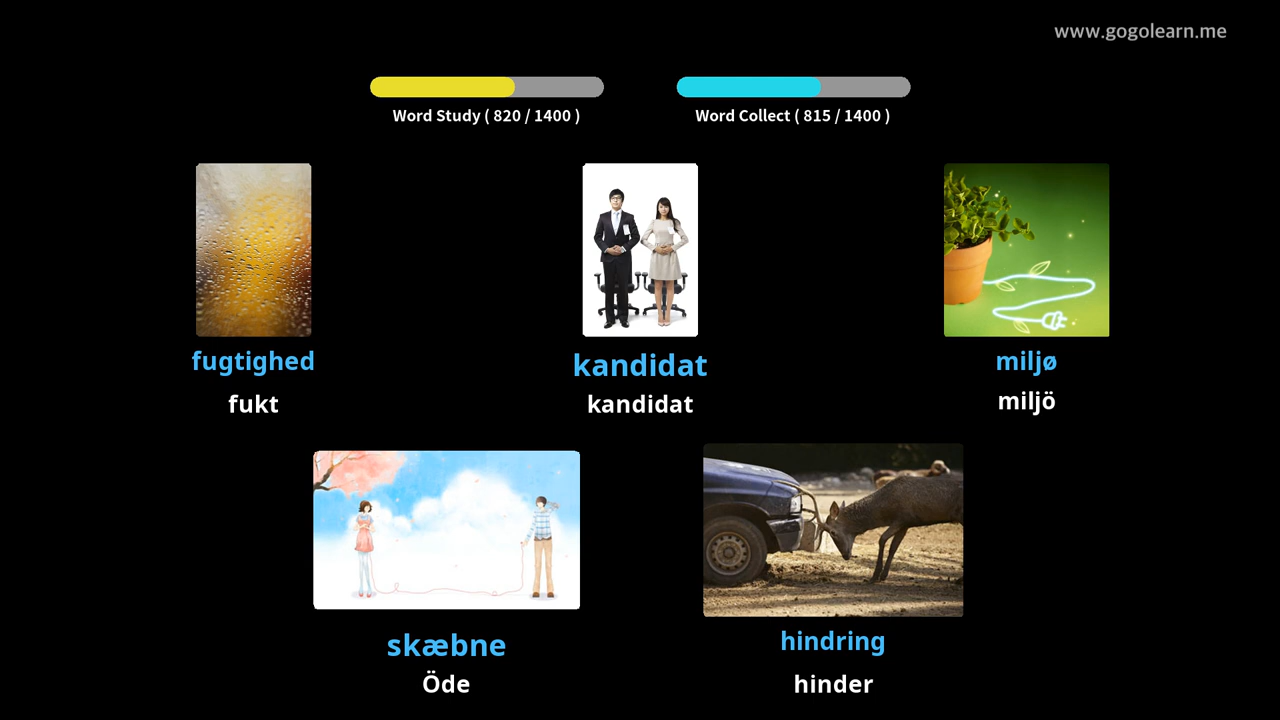 www.gogolearn.me
Word Study ( 820 / 1400 )
Word Collect ( 815 / 1400 )
fugtighed
fukt
kandidat
kandidat
miljø
miljö
skæbne
Öde
hindring
hinder